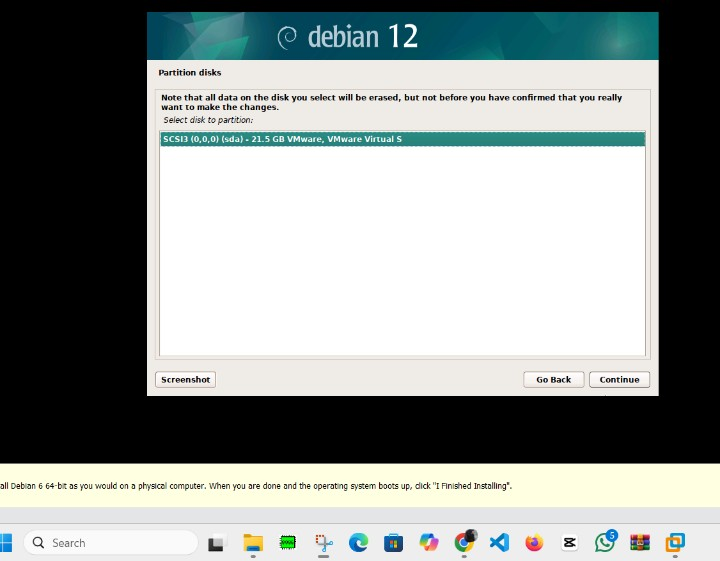 debian 12
Partition disks
Note that all data on the disk you select will be erased, but not before you have confirmed that you really
want to make the changes.
Select disk to partition:
SCSI3 (0,0,0) (sda) - 21.5 GB VMware, VMware Virtual S
Screenshot
Go Back
Continue
all Debian 6 64-bit as you would on a physical computer. When you are done and the operating system boots up, click "I Finished Installing".
Search
5